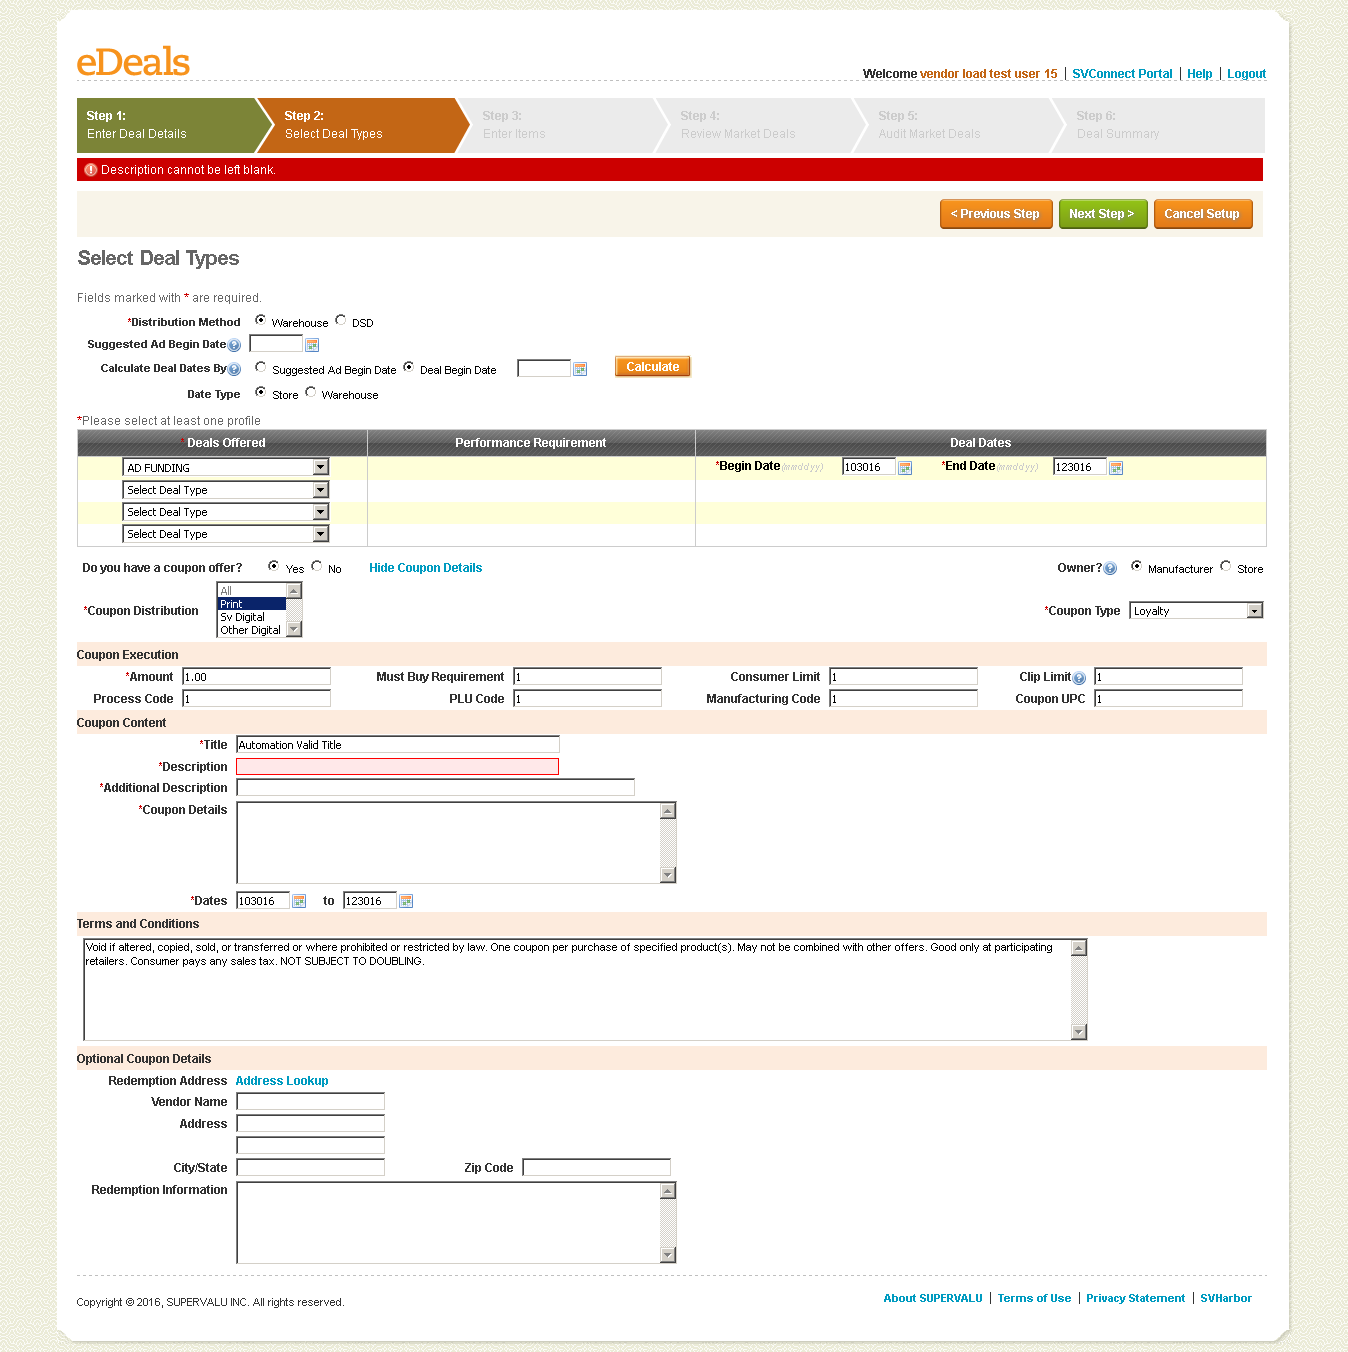 eDeals
Welcome vendor load test user 15 | SVConnect Portal | Help | Logout
Step 1: Step 2: Step 3: Step 4: Step 5: Step 6:
Enter Deal Details Select Deal Types Enter Items Review Market Deals Audit Market Deals Deal Summary
Description cannot be left blank.
< Previous Step Next Step > Cancel Setup
Select Deal Types
Fields marked with * are required.
*Distribution Method Warehouse DSD
Suggested Ad Begin Date
Calculate Deal Dates By Suggested Ad Begin Date Deal Begin Date Calculate
Date Type Store Warehouse
*Please select at least one profile
* Deals Offered Performance Requirement Deal Dates
AD FUNDING *Begin Date(mmddyy) 103016 *End Date(mmddyy) 123016
Select Deal Type
Select Deal Type
Select Deal Type
Do you have a coupon offer? Yes No Hide Coupon Details Owner? Manufacturer Store
All
Print
*Coupon Distribution *Coupon Type Loyalty
Sv Digital
Other Digital
Coupon Execution
*Amount 1.00 Must Buy Requirement 1 Consumer Limit 1 Clip Limit 1
Process Code 1 PLU Code 1 Manufacturing Code 1 Coupon UPC 1
Coupon Content
*Title Automation Valid Title
*Description
*Additional Description
*Coupon Details
*Dates 103016 to 123016
Terms and Conditions
Void if altered, copied, sold, or transferred or where prohibited or restricted by law. One coupon per purchase of specified product(s). May not be combined with other offers. Good only at participating
retailers. Consumer pays any sales tax. NOT SUBJECT TO DOUBLING.
Optional Coupon Details
Redemption Address Address Lookup
Vendor Name
Address
City/State Zip Code
Redemption Information
Copyright © 2016, SUPERVALU INC. All rights reserved. About SUPERVALU | Terms of Use | Privacy Statement | SVHarbor